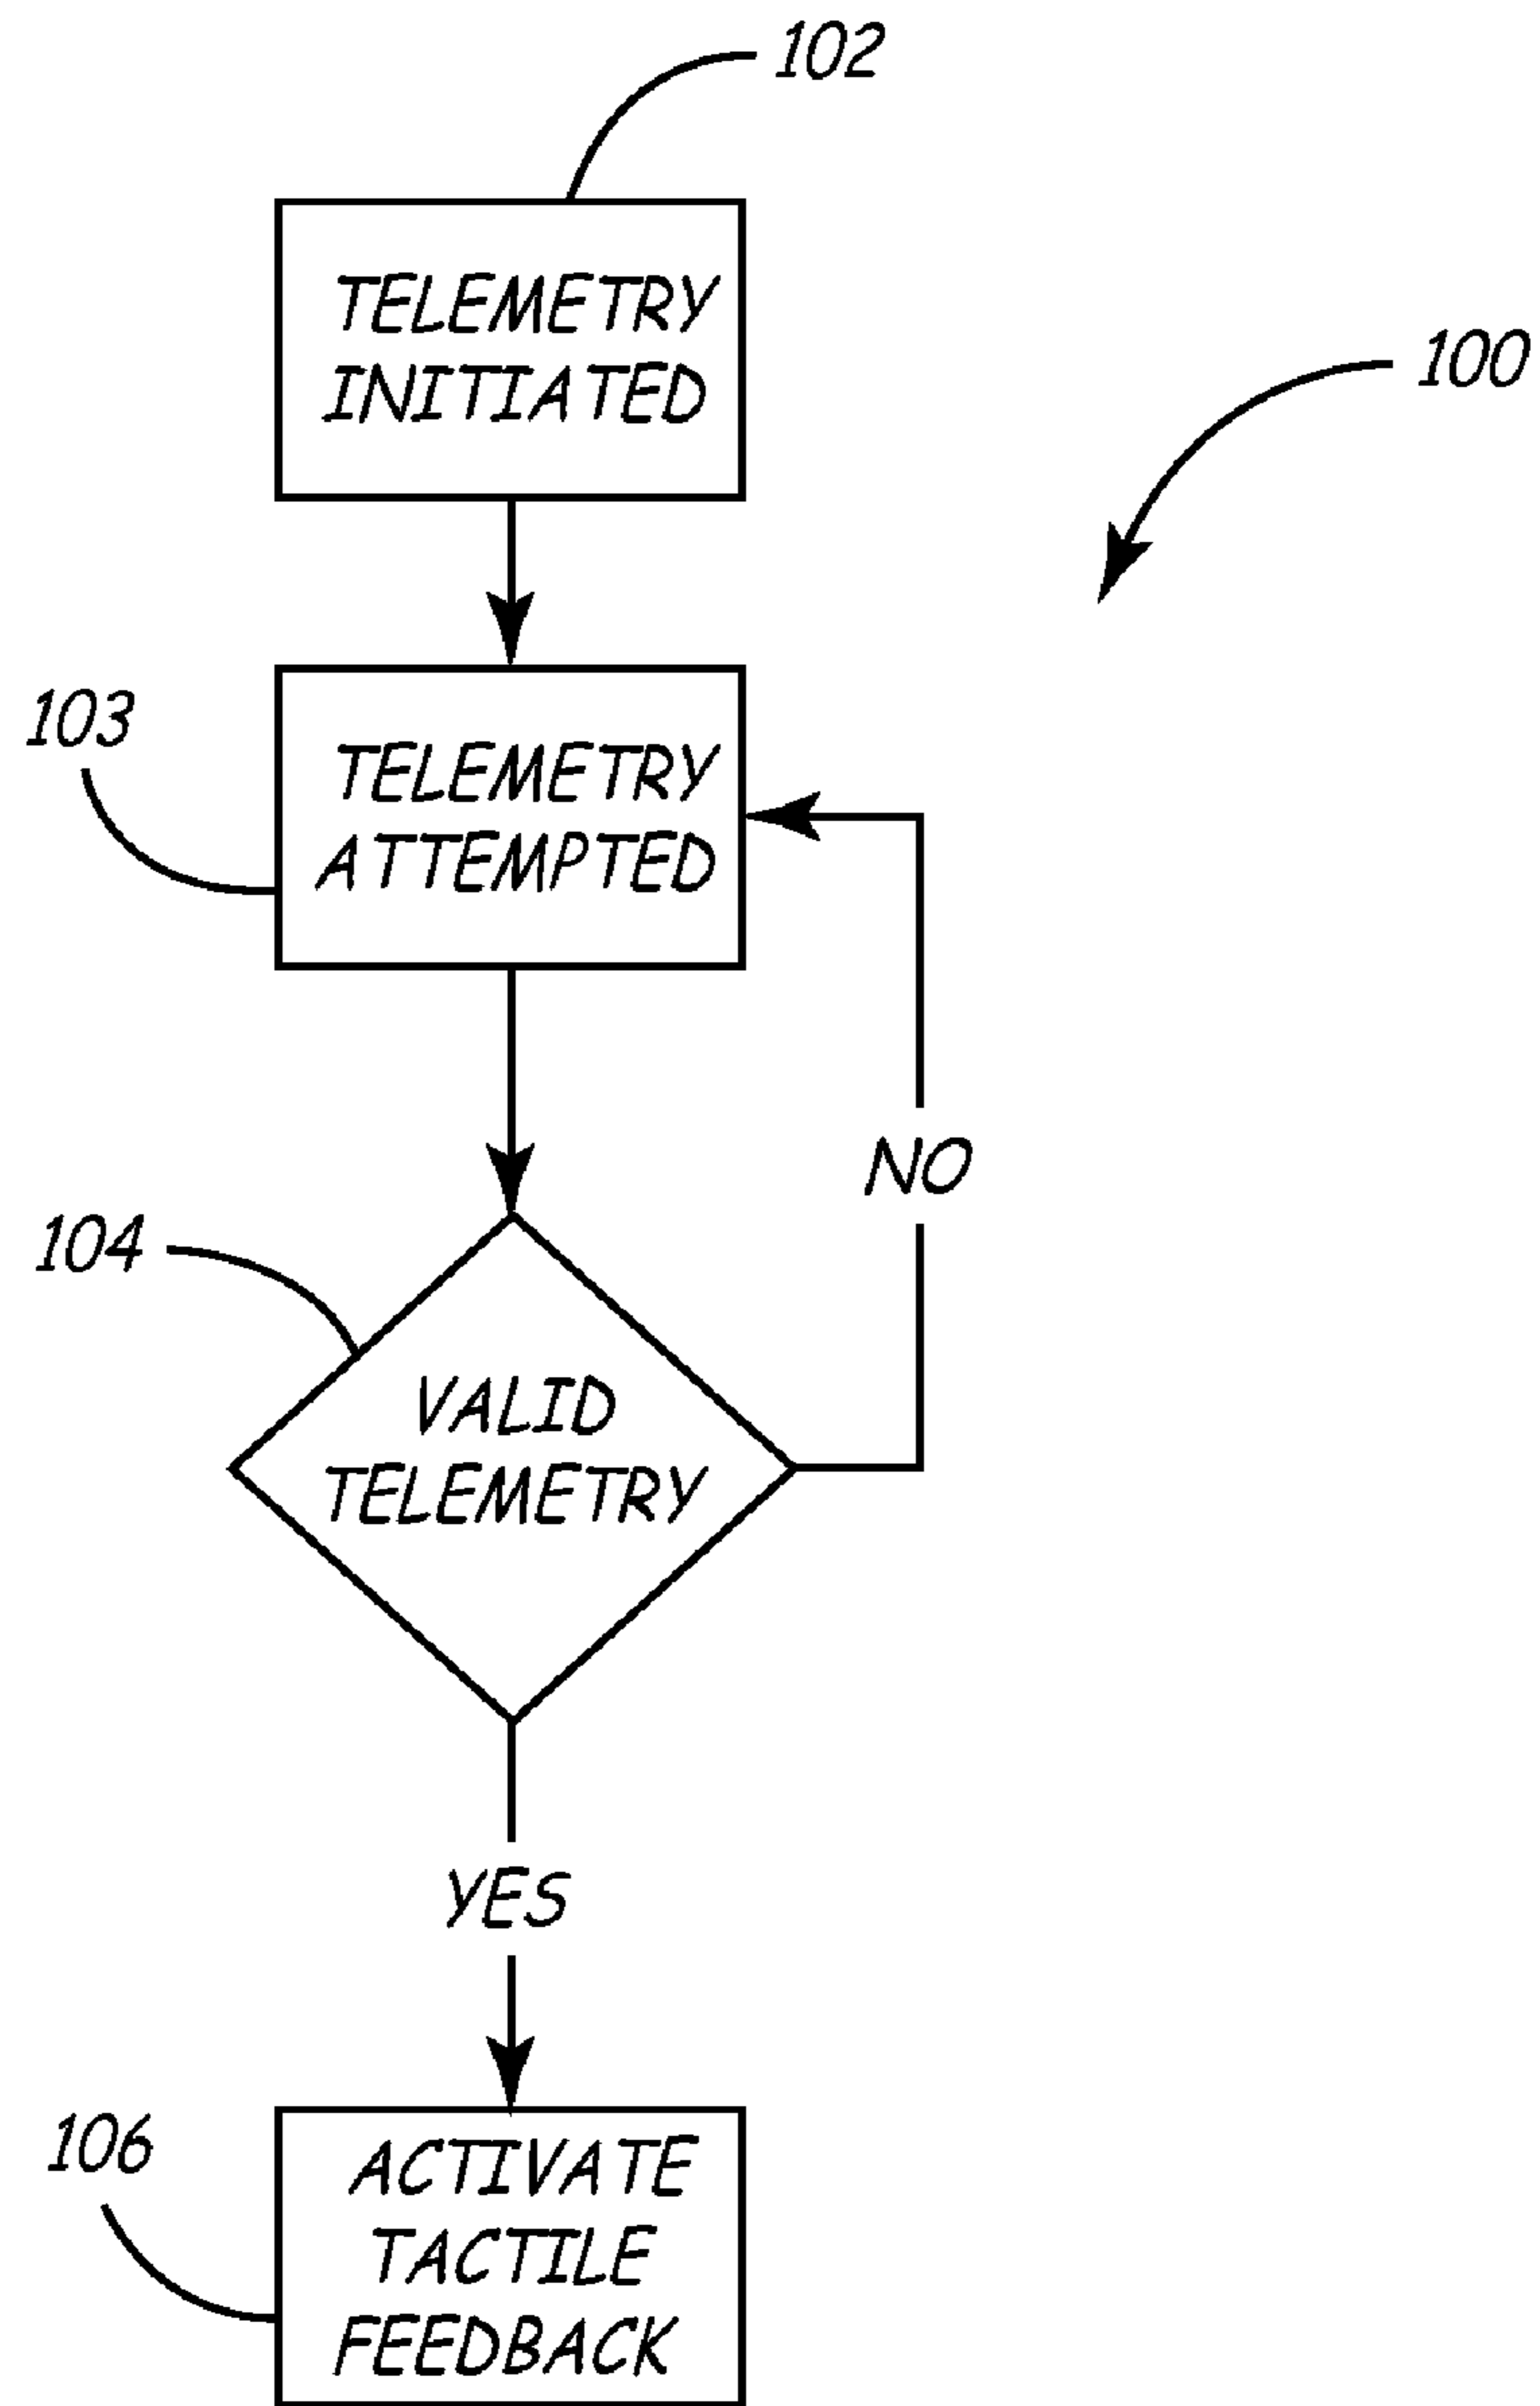 102
TELEMETRY
INITIATED
100
103
TELEMETRY
ATTEMPTED
NO
104
VALID
TELEMETRY
YES
106
ACTIVATE
TACTILE
FEEDBACK